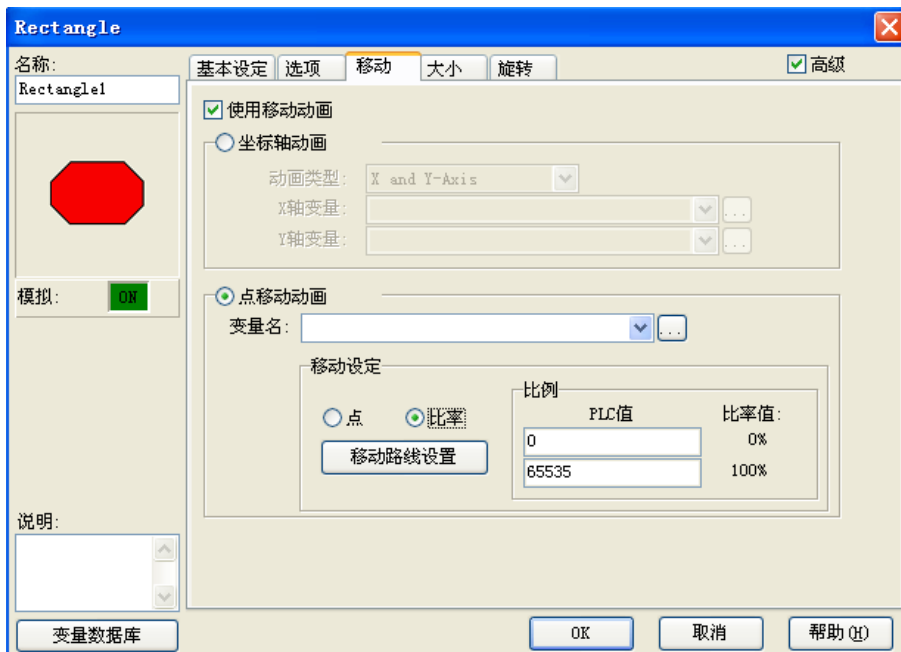 Rectangle
名称:
基本设定 选项 移动 大小 旋转 高级
Rectangle1
使用移动动画
坐标轴动画
动画类型: X and Y-Axis
X轴变量: ...
Y轴变量: ...
模拟: ON
点移动动画
变量名: ...
移动设定
比例
点 比率 PLC值 比率值:
0 0%
移动路线设置
65535 100%
说明:
变量数据库 OK 取消 帮助(H)